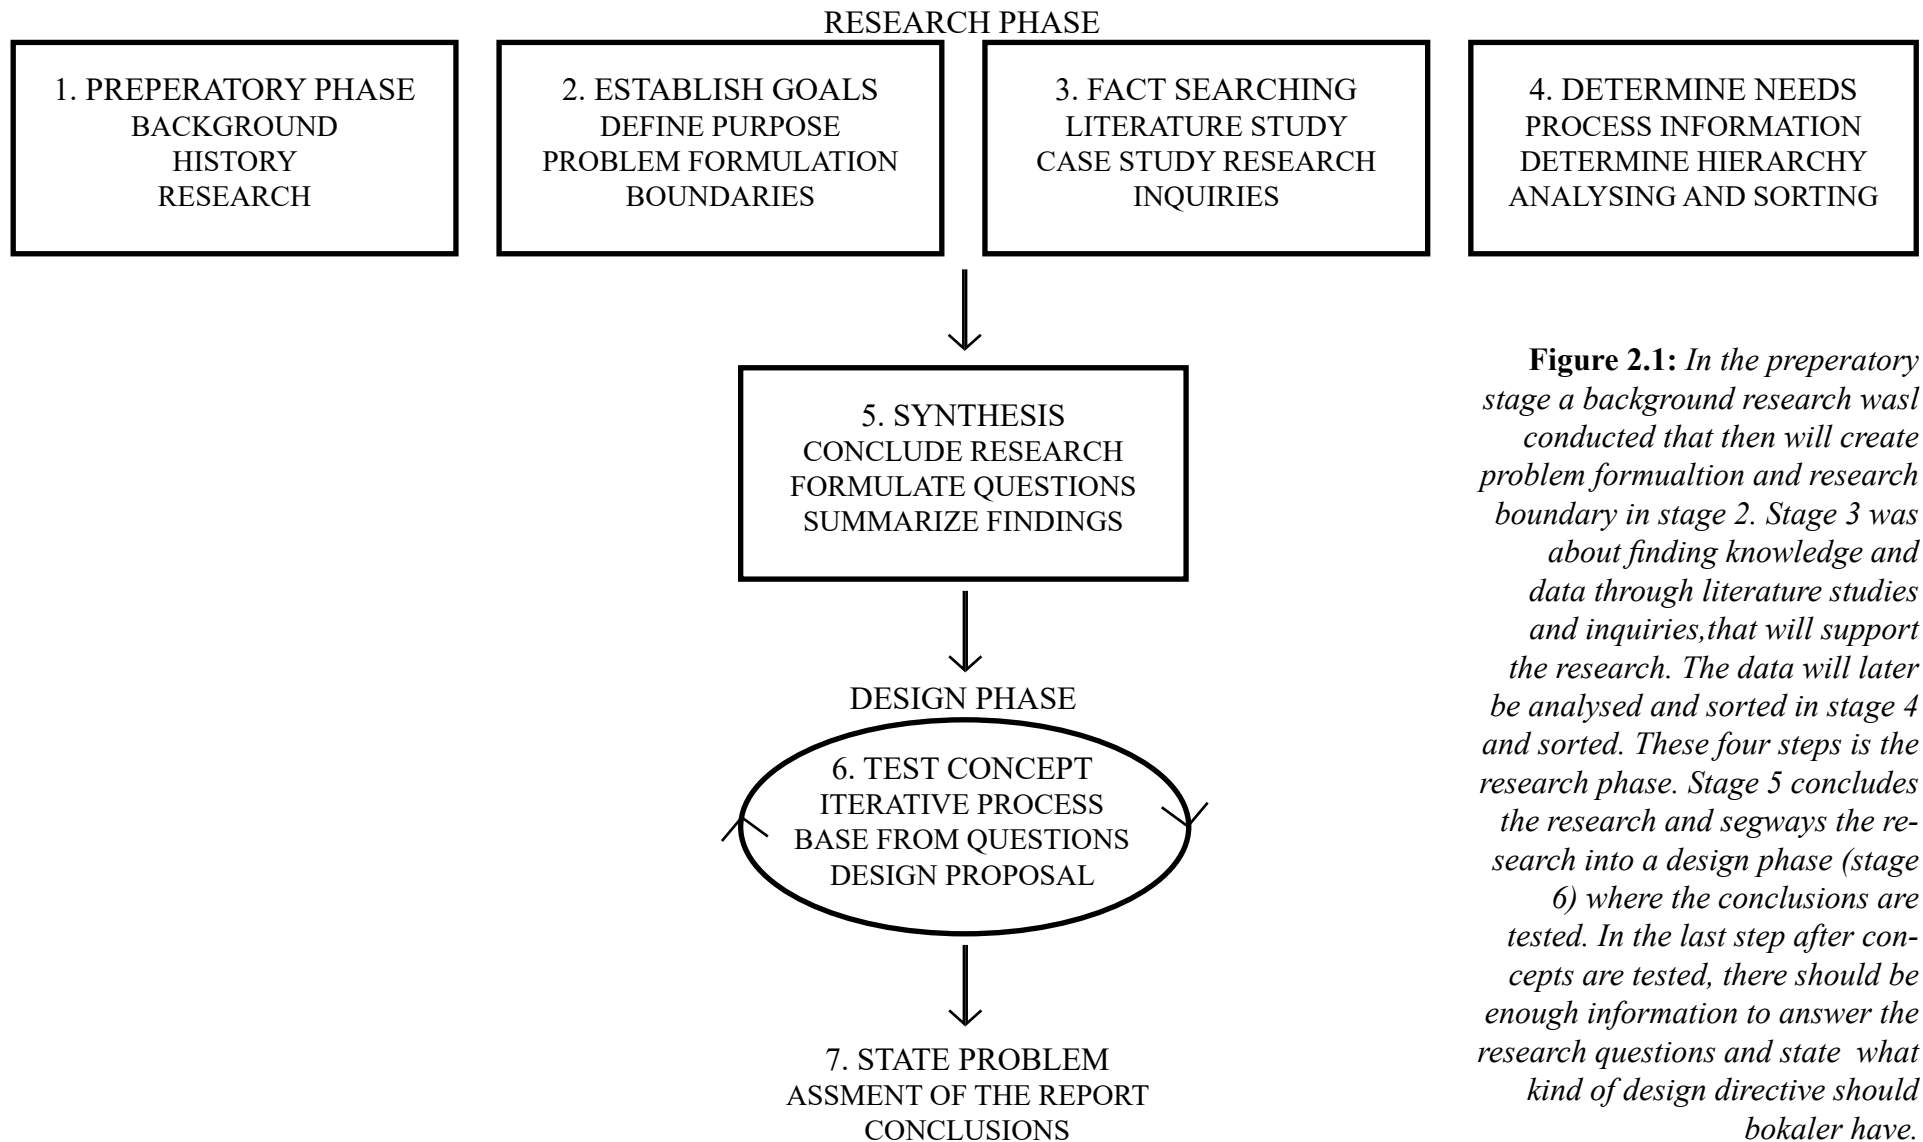 RESEARCH PHASE
1. PREPERATORY PHASE
BACKGROUND
HISTORY
RESEARCH
2. ESTABLISH GOALS
DEFINE PURPOSE
PROBLEM FORMULATION
BOUNDARIES
3. FACT SEARCHING
LITERATURE STUDY
CASE STUDY RESEARCH
INQUIRIES
4. DETERMINE NEEDS
PROCESS INFORMATION
DETERMINE HIERARCHY
ANALYSING AND SORTING
5. SYNTHESIS
CONCLUDE RESEARCH
FORMULATE QUESTIONS
SUMMARIZE FINDINGS
DESIGN PHASE
6. TEST CONCEPT
ITERATIVE PROCESS
BASE FROM QUESTIONS
DESIGN PROPOSAL
7. STATE PROBLEM
ASSMENT OF THE REPORT
CONCLUSIONS
Figure 2.1: In the preperatory
stage a background research wasl
conducted that then will create
problem formualtion and research
boundary in stage 2. Stage 3 was
about finding knowledge and
data through literature studies
and inquiries,that will support
the research. The data will later
be analysed and sorted in stage 4
and sorted. These four steps is the
research phase. Stage 5 concludes
the research and segways the re-
search into a design phase (stage
6) where the conclusions are
tested. In the last step after con-
cepts are tested, there should be
enough information to answer the
research questions and state  what
kind of design directive should
bokaler have.